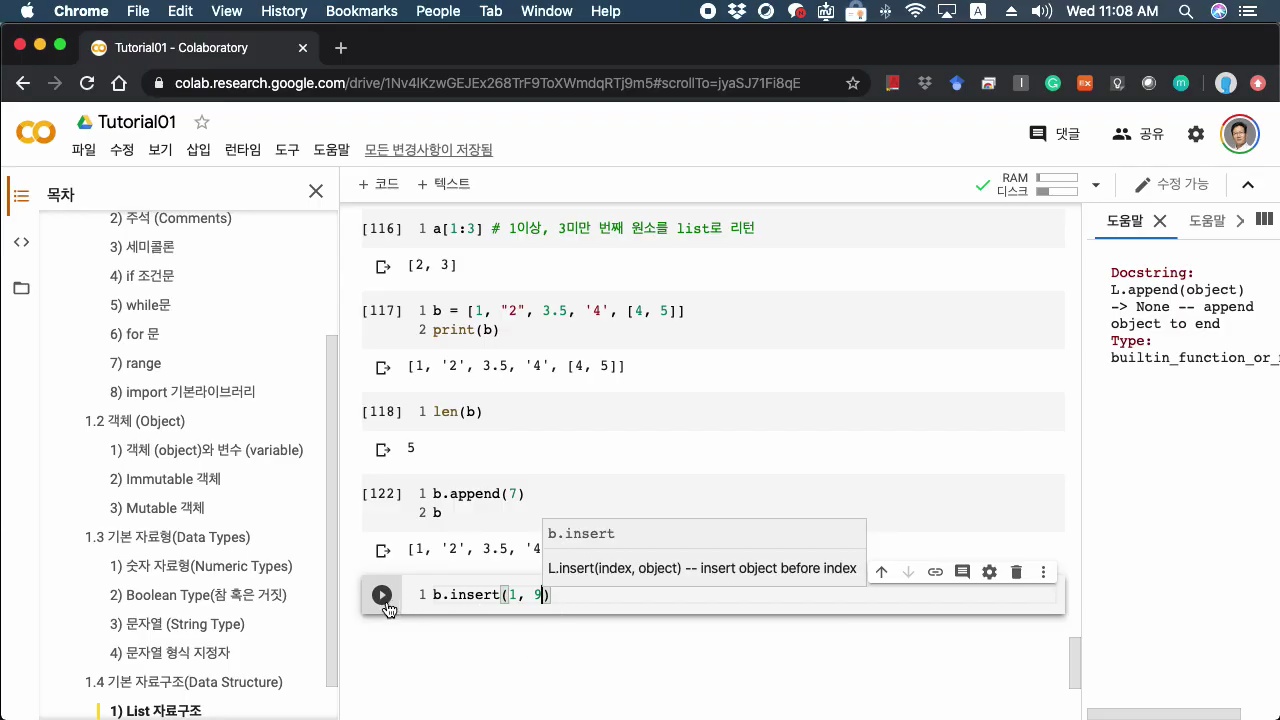 Chrome File Edit View History Bookmarks People Tab Window Help
A Wed 11:08 AM
Tutorial01 - Colaboratory
colab.research.google.com/drive/1Nv4lKzwGEJEx268TrF9ToXWmdqRTj9m5#scrollTo=jyaSJ71Fi8qE
Tutorial01
파일 수정 보기 삽입 런타임 도구 도움말 모든 변경사항이 저장됨
댓글 공유
목차
+ 코드 + 텍스트
RAM
디스크
수정 가능
2) 주석 (Comments)
3) 세미콜론
4) if 조건문
5) while문
6) for 문
7) range
8) import 기본라이브러리
1.2 객체 (Object)
1) 객체 (object)와 변수 (variable)
2) Immutable 객체
3) Mutable 객체
1.3 기본 자료형(Data Types)
1) 숫자 자료형(Numeric Types)
2) Boolean Type(참 혹은 거짓)
3) 문자열 (String Type)
4) 문자열 형식 지정자
1.4 기본 자료구조(Data Structure)
1) List 자료구조
[116] 1 a[1:3] # 1이상, 3미만 번째 원소를 list로 리턴
[2, 3]
[117] 1 b = [1, "2", 3.5, '4', [4, 5]]
2 print(b)
[1, '2', 3.5, '4', [4, 5]]
[118] 1 len(b)
5
[122] 1 b.append(7)
2 b
[1, '2', 3.5, '4
b.insert
L.insert(index, object) -- insert object before index
1 b.insert(1, 9)
도움말 도움말
Docstring:
L.append(object)
-> None -- append
object to end
Type:
builtin_function_or_